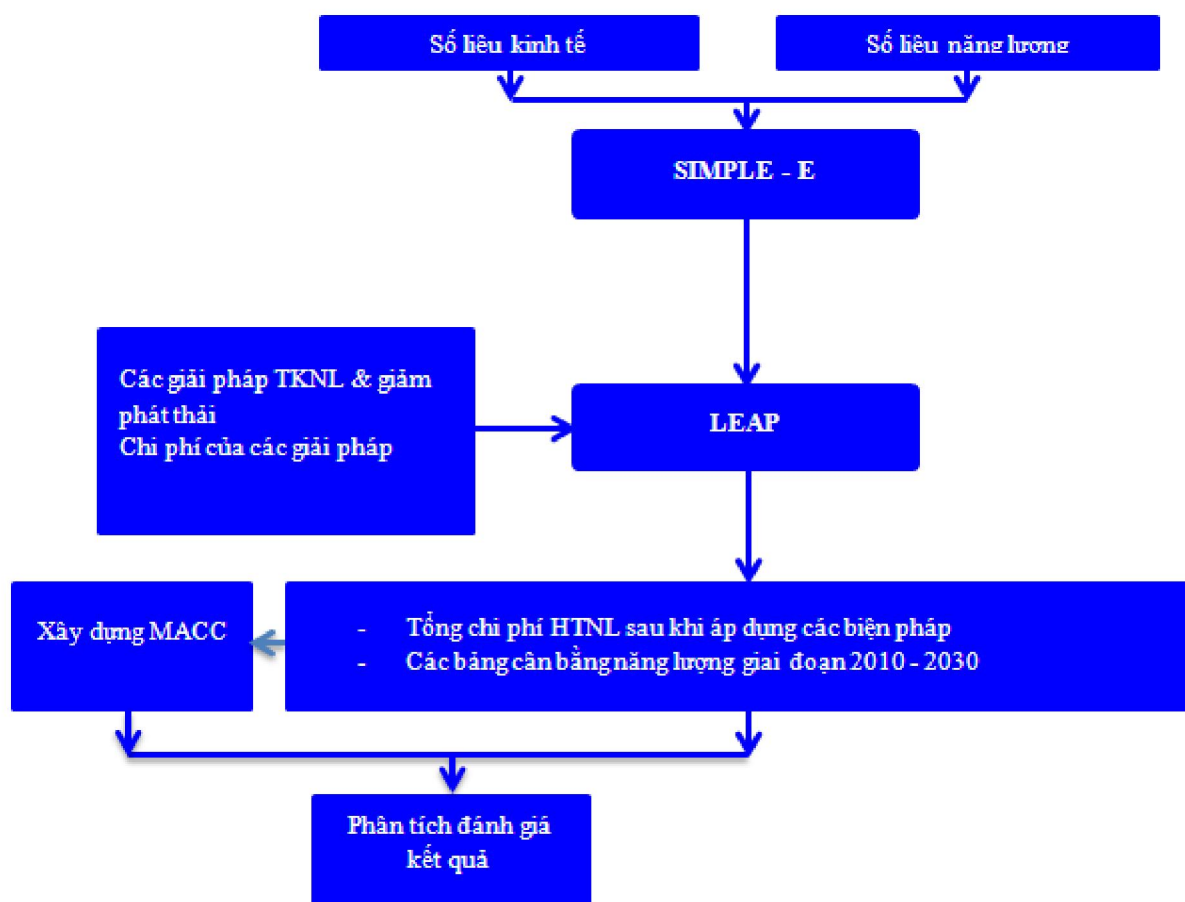 Số liệu kinh tế
Số liệu năng lượng
SIMPLE - E
Các giải pháp TKNL & giảm
phát thải
Chi phí của các giải pháp
LEAP
Xây dựng MACC
- Tổng chi phí HTNL sau khi áp dụng các biện pháp
- Các bảng cân bằng năng lượng giai đoạn 2010 - 2030
Phân tích đánh giá
kết quả